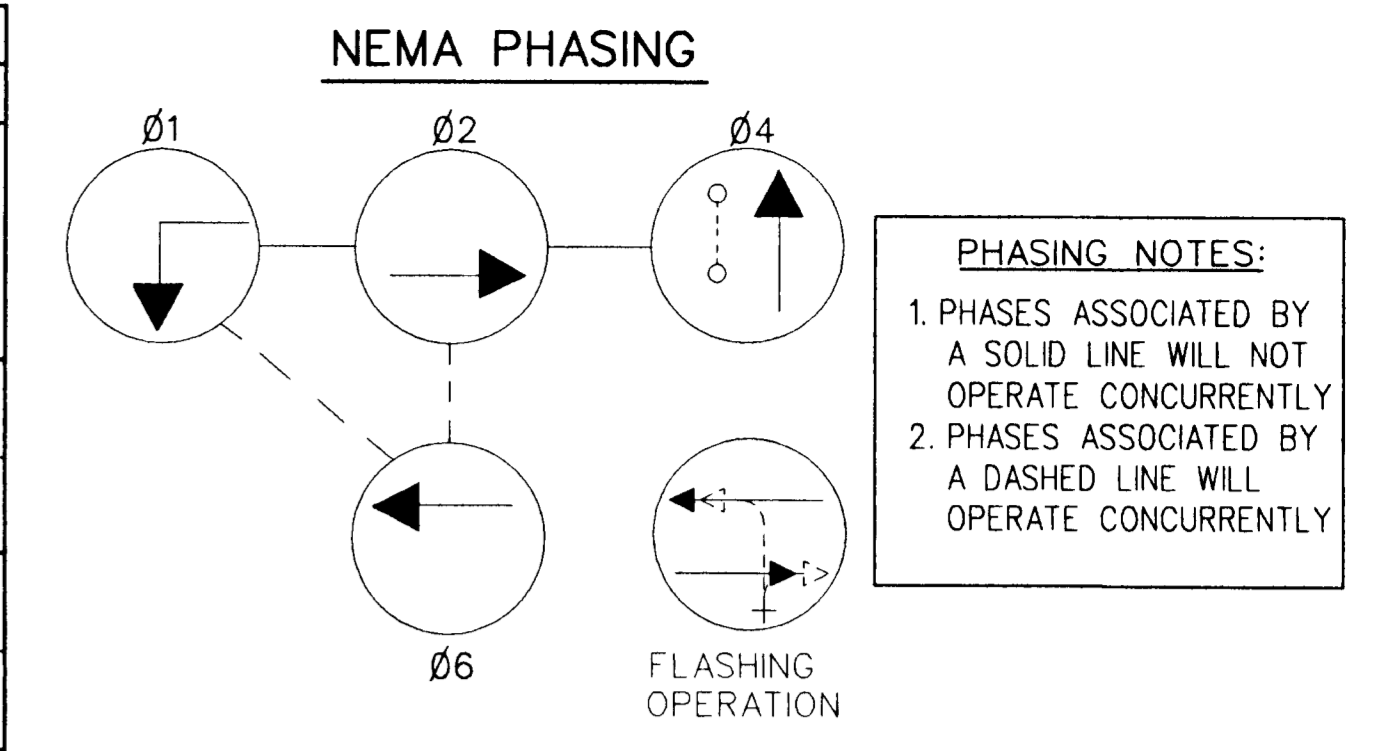 NEMA PHASING
Ø1
Ø2
Ø4
Ø6
FLASHING
OPERATION
PHASING NOTES:
1. PHASES ASSOCIATED BY
A SOLID LINE WILL NOT
OPERATE CONCURRENTLY
2. PHASES ASSOCIATED BY
A DASHED LINE WILL
OPERATE CONCURRENTLY